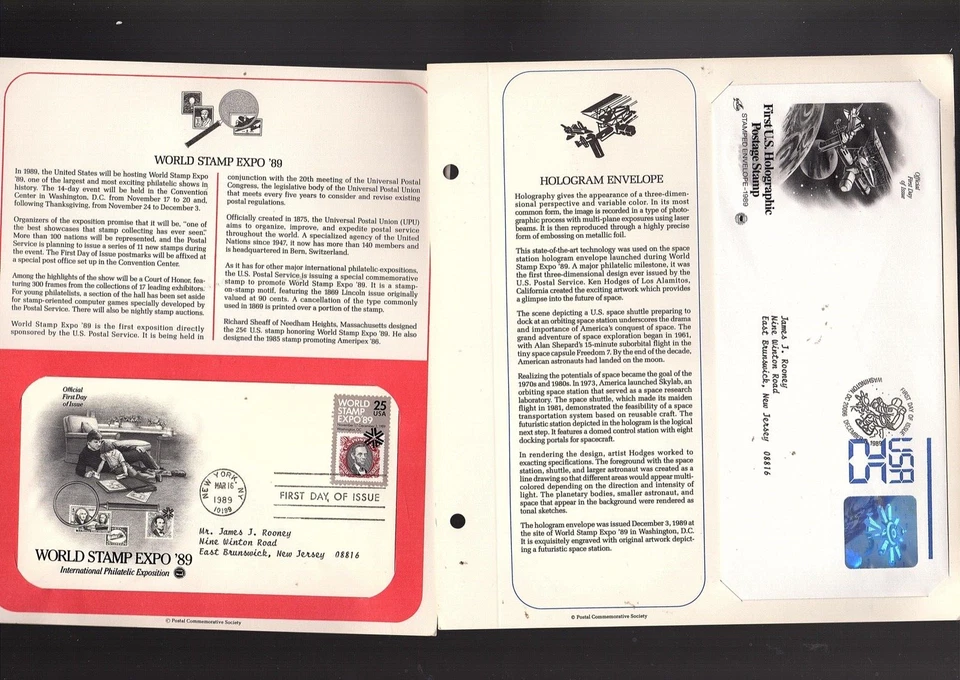 WORLD STAMP EXPO '89
In 1989, the United States will be hosting World Stamp Expo
'89, one of the largest and most exciting philatelic shows in
history. The 14-day event will be held in the Convention
Center in Washington, D.C. from November 17 to 20 and,
following Thanksgiving, from November 24 to December 3.
Organizers of the exposition promise that it will be, "one of
the best showcases that stamp collecting has ever seen."
More than 100 nations will be represented, and the Postal
Service is planning to issue a series of 11 new stamps during
the event. The First Day of Issue postmarks will be affixed at
a special post office set up in the Convention Center.
Among the highlights of the show will be a Court of Honor, fea-
turing 300 frames from the collections of 17 leading exhibitors.
For young philatelists, a section of the hall has been set aside
for stamp-oriented computer games specially developed by
the Postal Service. There will also be nightly stamp auctions.
World Stamp Expo '89 is the first exposition directly
sponsored by the U.S. Postal Service. It is being held in
conjunction with the 20th meeting of the Universal Postal
Congress, the legislative body of the Universal Postal Union
that meets every five years to consider and revise existing
postal regulations.
Officially created in 1875, the Universal Postal Union (UPU)
aims to organize, improve, and expedite postal service
throughout the world. A specialized agency of the United
Nations since 1947, it now has more than 140 members and
is headquartered in Bern, Switzerland.
As it has for other major international philatelic expositions,
the U.S. Postal Service is issuing a special commemorative
stamp to promote World Stamp Expo '89. It is a stamp-
on-stamp motif, featuring the 1869 Lincoln issue originally
valued at 90 cents. A cancellation of the type commonly
used in 1869 is printed over a portion of the stamp.
Richard Sheaff of Needham Heights, Massachusetts designed
the 25¢ U.S. stamp honoring World Stamp Expo '89. He also
designed the 1985 stamp promoting Ameripex '86.
Official
First Day
of Issue
WORLD
STAMP
EXPO '89
25
USA
NEW YORK, NY
MAR 16
1989
10199
FIRST DAY OF ISSUE
Mr. James J. Rooney
Nine Winton Road
East Brunswick, New Jersey 08816
WORLD STAMP EXPO '89
International Philatelic Exposition
© Postal Commemorative Society
HOLOGRAM ENVELOPE
Holography gives the appearance of a three-dimen-
sional perspective and variable color. In its most
common form, the image is recorded in a type of photo-
graphic process with multi-plane exposures using laser
beams. It is then reproduced through a highly precise
form of embossing on metallic foil.
This state-of-the-art technology was used on the space
station hologram envelope launched during World
Stamp Expo '89. A major philatelic milestone, it was
the first three-dimensional design ever issued by the
U.S. Postal Service. Ken Hodges of Los Alamitos,
California created the exciting artwork which provides
a glimpse into the future of space.
The scene depicting a U.S. space shuttle preparing to
dock at an orbiting space station underscores the drama
and importance of America's conquest of space. The
grand adventure of space exploration began in 1961,
with Alan Shepard's 15-minute suborbital flight in the
tiny space capsule Freedom 7. By the end of the decade,
American astronauts had landed on the moon.
Realizing the potentials of space became the goal of the
1970s and 1980s. In 1973, America launched Skylab, an
orbiting space station that served as a space research
laboratory. The space shuttle, which made its maiden
flight in 1981, demonstrated the feasibility of a space
transportation system based on reusable craft. The
futuristic station depicted in the hologram is the logical
next step. It features a domed control station with eight
docking portals for spacecraft.
In rendering the design, artist Hodges worked to
exacting specifications. The foreground with the space
station, shuttle, and larger astronaut was created as a
line drawing so that different areas would appear multi-
colored depending on the direction and intensity of
light. The planetary bodies, smaller astronaut, and
space that appear in the background were rendered as
tonal sketches.
The hologram envelope was issued December 3, 1989 at
the site of World Stamp Expo '89 in Washington, D.C.
It is exquisitely engraved with original artwork depict-
ing a futuristic space station.
© Postal Commemorative Society
Official
First Day
of Issue
First U.S. Holographic
Postage Stamp
STAMPED ENVELOPE • 1989
James J. Rooney
Nine Winton Road
East Brunswick, New Jersey 08816
FIRST DAY OF ISSUE
WASHINGTON, DC 20066
DECEMBER 1989
USA
25